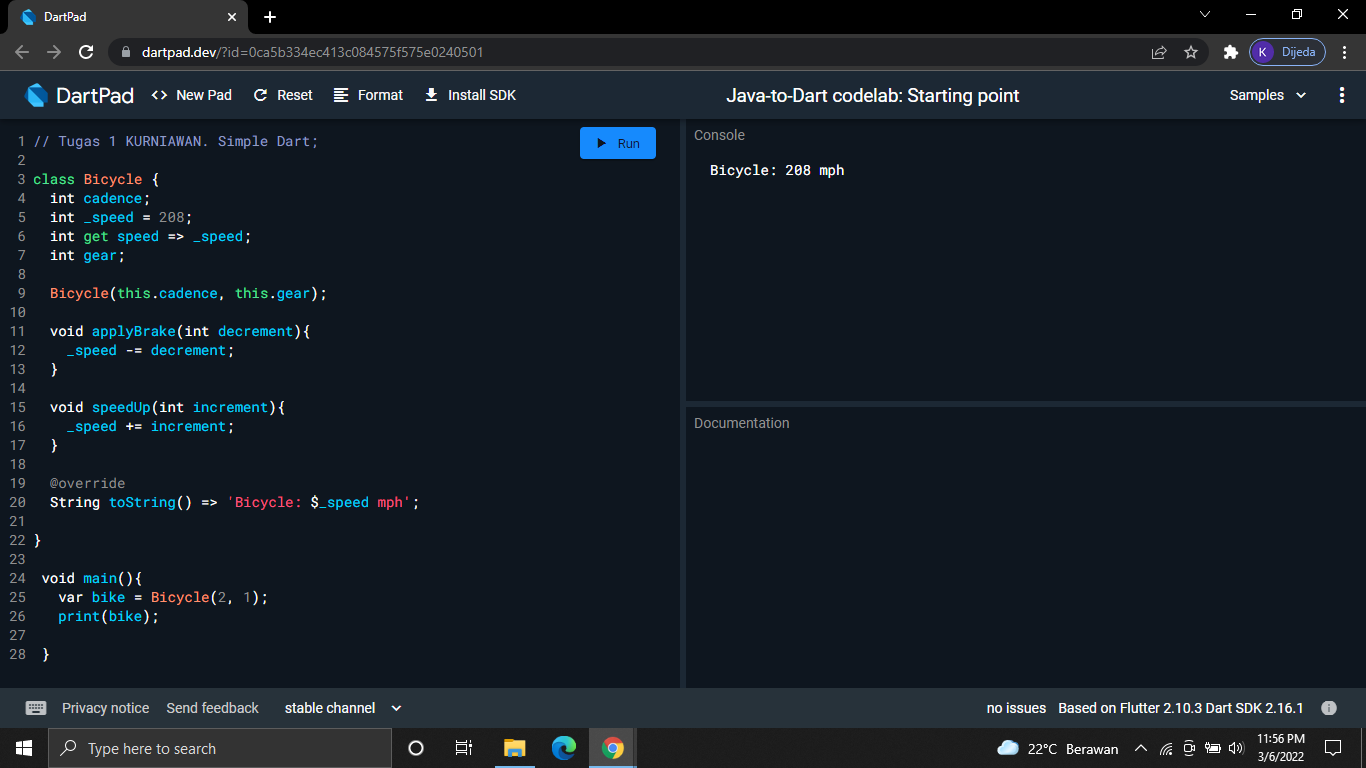 DartPad
dartpad.dev/?id=0ca5b334ec413c084575f575e0240501
K Dijeda
DartPad <> New Pad Reset Format Install SDK Java-to-Dart codelab: Starting point Samples
1 // Tugas 1 KURNIAWAN. Simple Dart;
2
3 class Bicycle {
4 int cadence;
5 int _speed = 208;
6 int get speed => _speed;
7 int gear;
8
9 Bicycle(this.cadence, this.gear);
10
11 void applyBrake(int decrement){
12 _speed -= decrement;
13 }
14
15 void speedUp(int increment){
16 _speed += increment;
17 }
18
19 @override
20 String toString() => 'Bicycle: $_speed mph';
21
22 }
23
24 void main(){
25 var bike = Bicycle(2, 1);
26 print(bike);
27
28 }
Run
Console
Bicycle: 208 mph
Documentation
Privacy notice Send feedback stable channel no issues Based on Flutter 2.10.3 Dart SDK 2.16.1
Type here to search
22°C Berawan
11:56 PM
3/6/2022